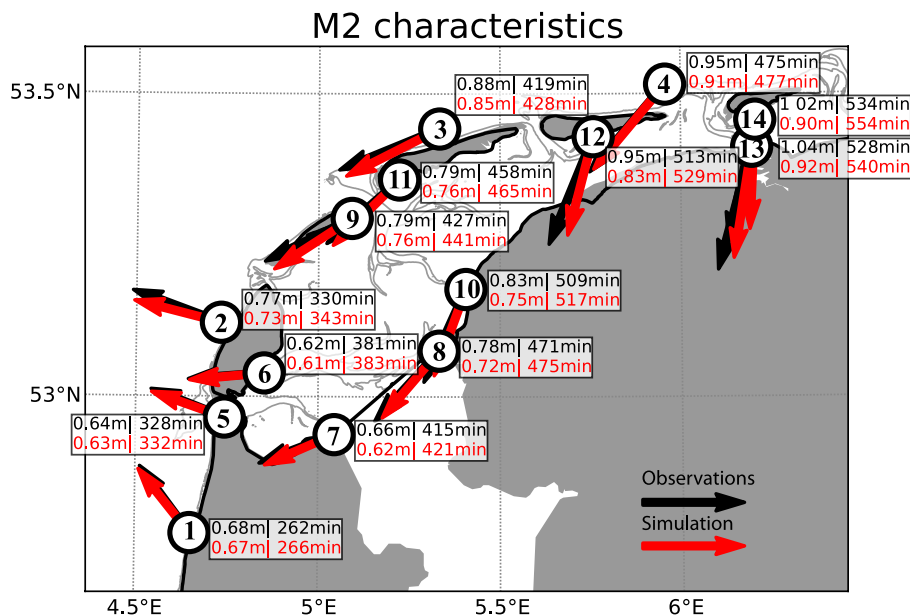 M2 characteristics
53.5°N
53°N
4.5°E
5°E
5.5°E
6°E
0.95m| 475min
0.91m| 477min
4
0.88m| 419min
0.85m| 428min
3
1 02m| 534min
0.90m| 554min
14
1.04m| 528min
0.92m| 540min
13
12
0.95m| 513min
0.83m| 529min
11
0.79m| 458min
0.76m| 465min
9
0.79m| 427min
0.76m| 441min
10
0.83m| 509min
0.75m| 517min
2
0.77m| 330min
0.73m| 343min
8
0.78m| 471min
0.72m| 475min
6
0.62m| 381min
0.61m| 383min
5
0.64m| 328min
0.63m| 332min
7
0.66m| 415min
0.62m| 421min
1
0.68m| 262min
0.67m| 266min
Observations
Simulation